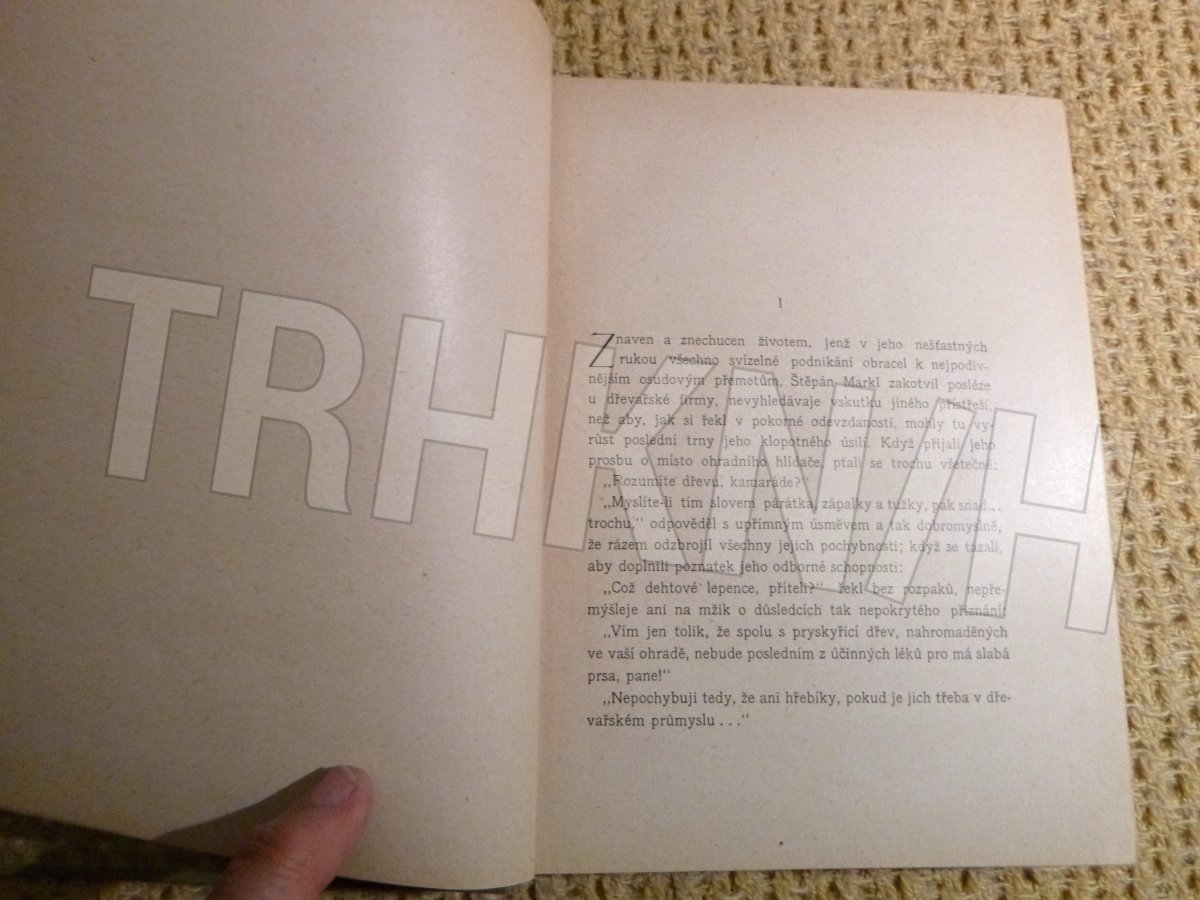 I
Znaven a znechucen životem, jenž v jeho nešťastných
rukou všechno svízelné podnikání obracel k nejpodiv-
nějším osudovým přemetům, Štěpán Markl zakotvil posléze
u dřevařské firmy, nevyhledávaje vskutku jiného přístřeší,
než aby, jak si řekl v pokorné odevzdanosti, mohly tu vy-
růst poslední trny jeho klopotného úsilí. Když přijali jeho
prosbu o místo ohradního hlídače, ptali se trochu všetečně:
„Rozumíte dřevu, kamaráde?“
„Myslíte-li tím slovem párátka, zápalky a tužky, pak snad...
trochu,“ odpověděl s upřímným úsměvem a tak dobromyslně,
že rázem odzbrojil všechny jejich pochybnosti; když se tázali,
aby doplnili poznatek jeho odborné schopnosti:
„Což dehtové lepence, příteli?“ řekl bez rozpaků, nepře-
mýšleje ani na mžik o důsledcích tak nepokrytého přiznání:
„Vím jen tolik, že spolu s pryskyřicí dřev, nahromaděných
ve vaší ohradě, nebude posledním z účinných léků pro má slabá
prsa, pane!“
„Nepochybuji tedy, že ani hřebíky, pokud je jich třeba v dře-
vařském průmyslu . . .“
TRHKNIH